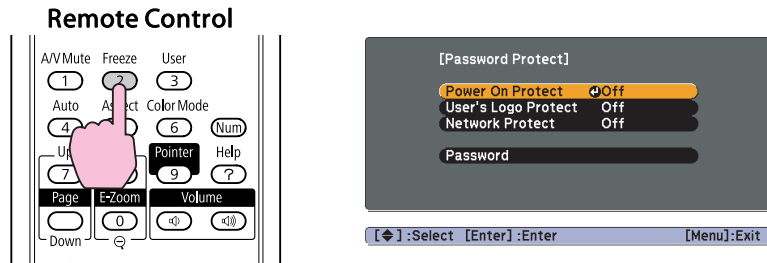 Remote Control
A/V Mute Freeze User
1 2 3
Auto Color Mode
4 6 Num
Pointer Help
7 9 ?
Page E-Zoom Volume
0
Down
[Password Protect]
Power On Protect Off
User's Logo Protect Off
Network Protect Off
Password
[◆] :Select [Enter] :Enter [Menu]:Exit